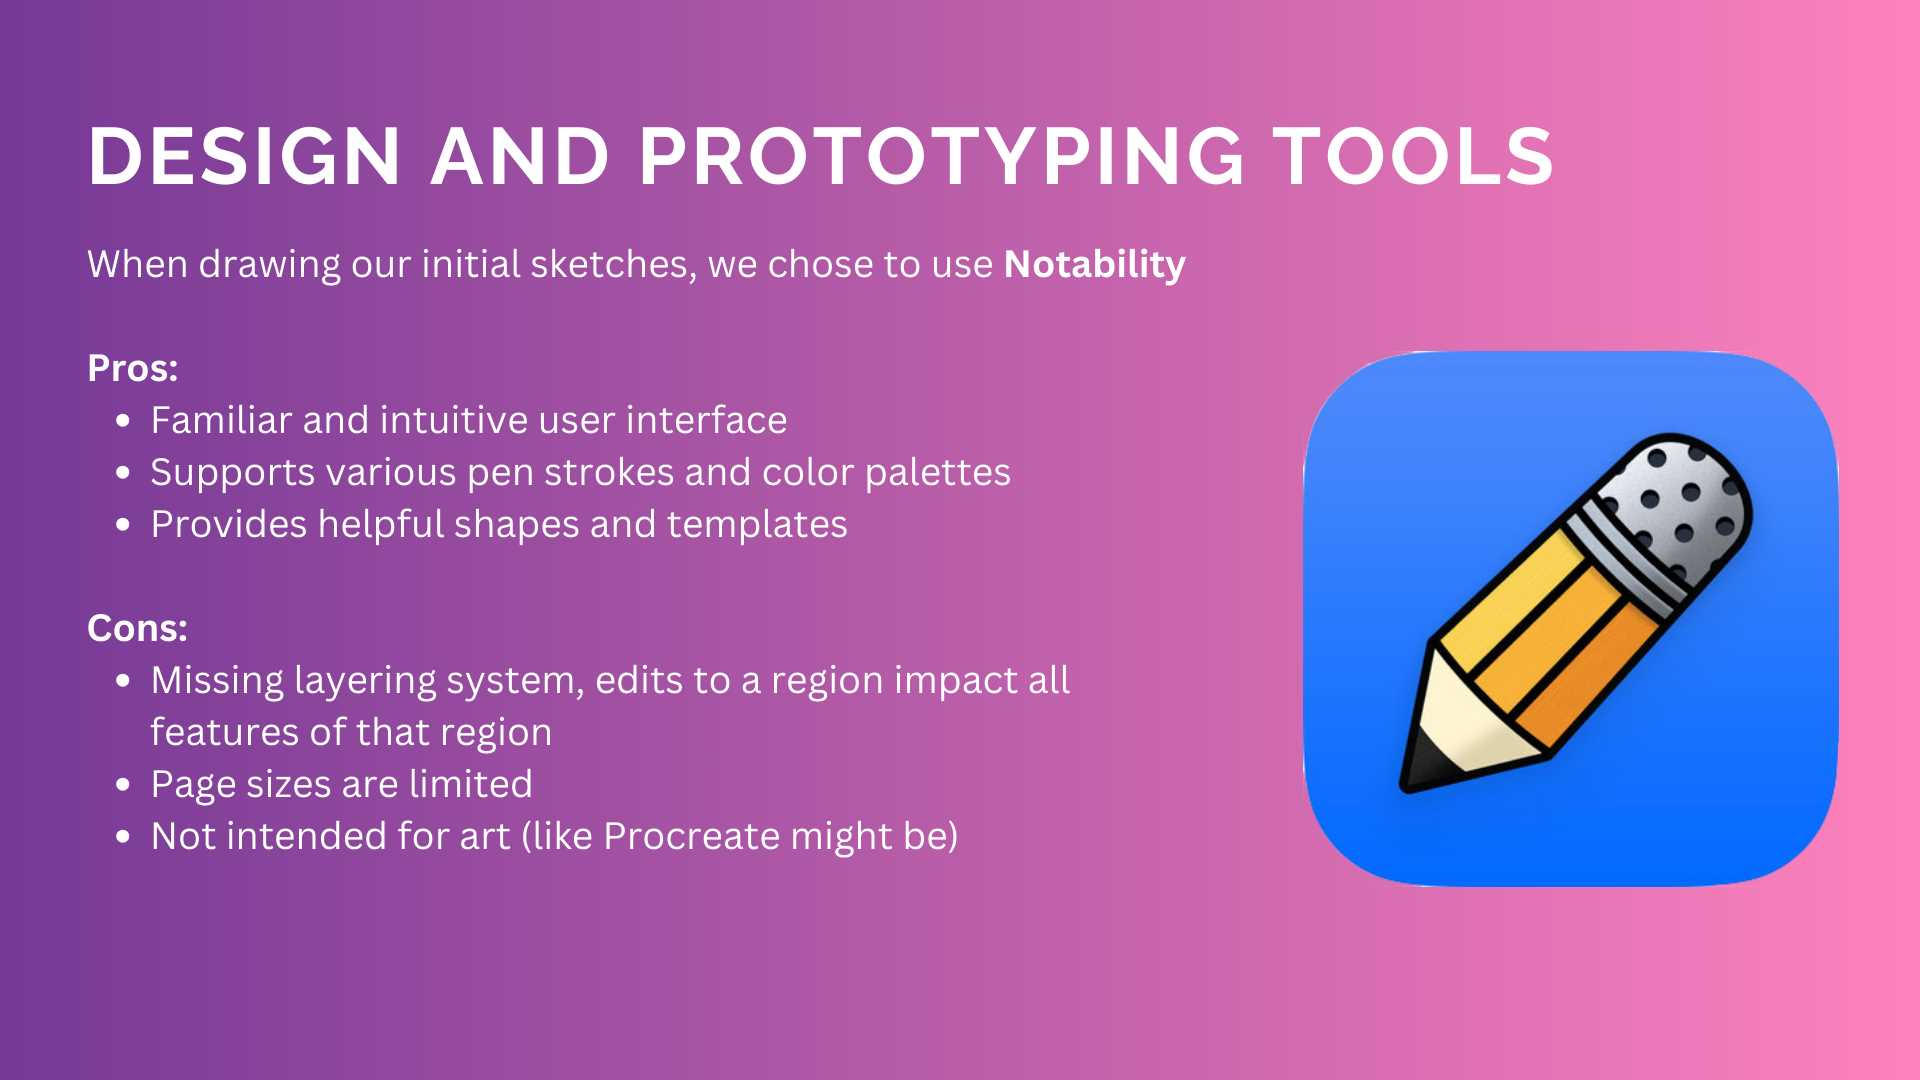 DESIGN AND PROTOTYPING TOOLS
When drawing our initial sketches, we chose to use Notability
Pros:
• Familiar and intuitive user interface
• Supports various pen strokes and color palettes
• Provides helpful shapes and templates
Cons:
• Missing layering system, edits to a region impact all
features of that region
• Page sizes are limited
• Not intended for art (like Procreate might be)